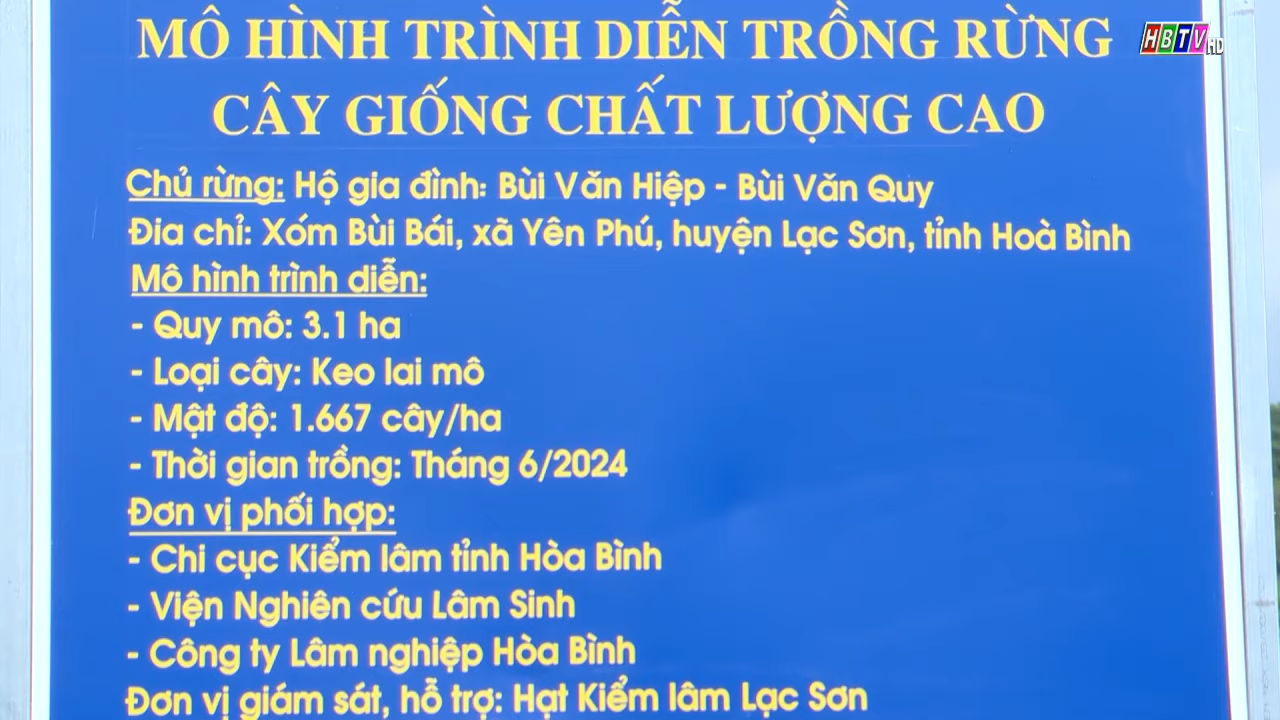 MÔ HÌNH TRÌNH DIỄN TRỒNG RỪNG
CÂY GIỐNG CHẤT LƯỢNG CAO
Chủ rừng: Hộ gia đình: Bùi Văn Hiệp - Bùi Văn Quy
Đia chỉ: Xóm Bùi Bái, xã Yên Phú, huyện Lạc Sơn, tỉnh Hoà Bình
Mô hình trình diễn:
- Quy mô: 3.1 ha
- Loại cây: Keo lai mô
- Mật độ: 1.667 cây/ha
- Thời gian trồng: Tháng 6/2024
Đơn vị phối hợp:
- Chi cục Kiểm lâm tỉnh Hòa Bình
- Viện Nghiên cứu Lâm Sinh
- Công ty Lâm nghiệp Hòa Bình
Đơn vị giám sát, hỗ trợ: Hạt Kiểm lâm Lạc Sơn
HBTV HD